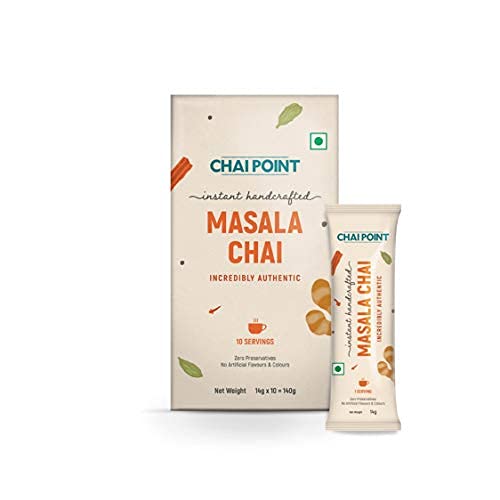 CHAI POINT
instant handcrafted
MASALA
CHAI
INCREDIBLY AUTHENTIC
10 SERVINGS
Zero Preservatives
No Artificial Flavours & Colours
Net Weight 14g x 10 = 140g
CHAI POINT
instant handcrafted
MASALA CHAI
INCREDIBLY AUTHENTIC
1 SERVING
Zero Preservatives
No Artificial Flavours & Colours
Net Weight 14g